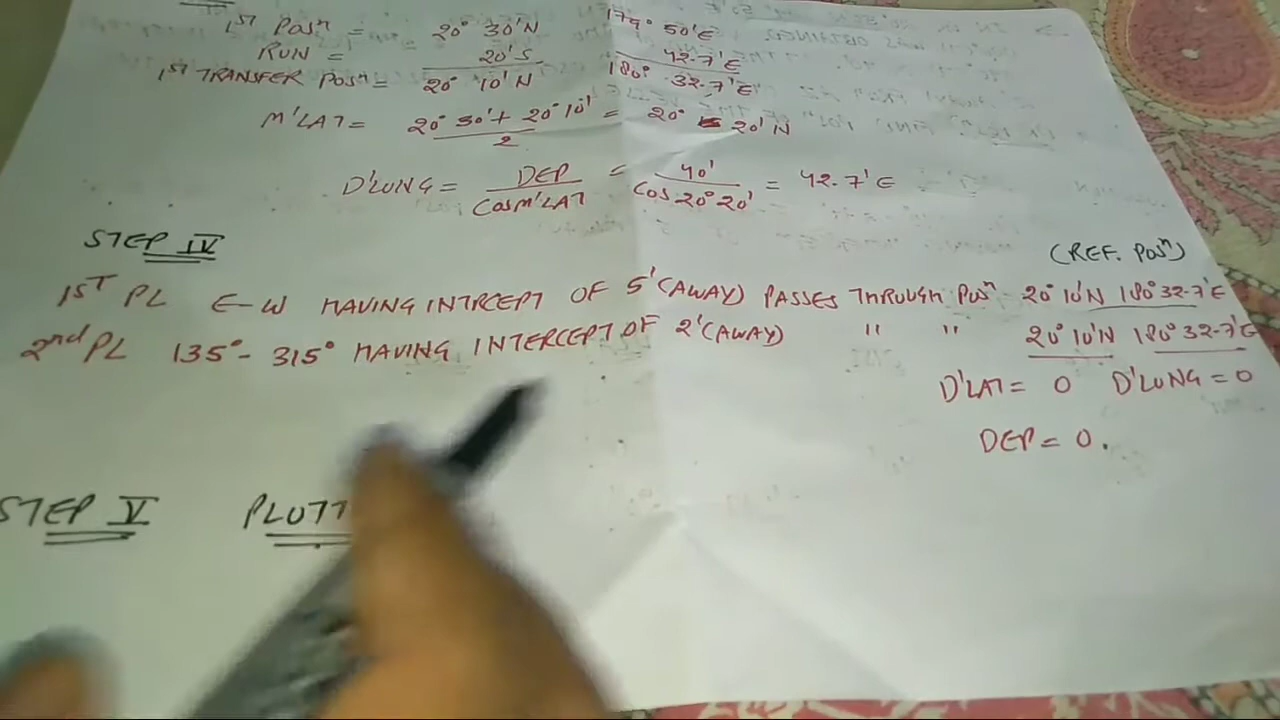 1ST POSn = 20° 30'N 179° 50'E
RUN = 20'S 42.7'E
1ST TRANSFER POSn = 20° 10'N 180° 32.7'E
M'LAT = 20° 30' + 20° 10' / 2 = 20° 20'N
D'LONG = DEP / COSM'LAT = 40' / COS 20° 20' = 42.7'E
STEP IV
(REF. POSn)
1ST PL E-W HAVING INTRCEPT OF 5'(AWAY) PASSES THROUGH POSn 20° 10'N 180° 32.7'E
2nd PL 135° - 315° HAVING INTERCEPT OF 2'(AWAY) " " 20° 10'N 180° 32.7'E
D'LAT = 0 D'LONG = 0
DEP = 0.
STEP V PLOTT